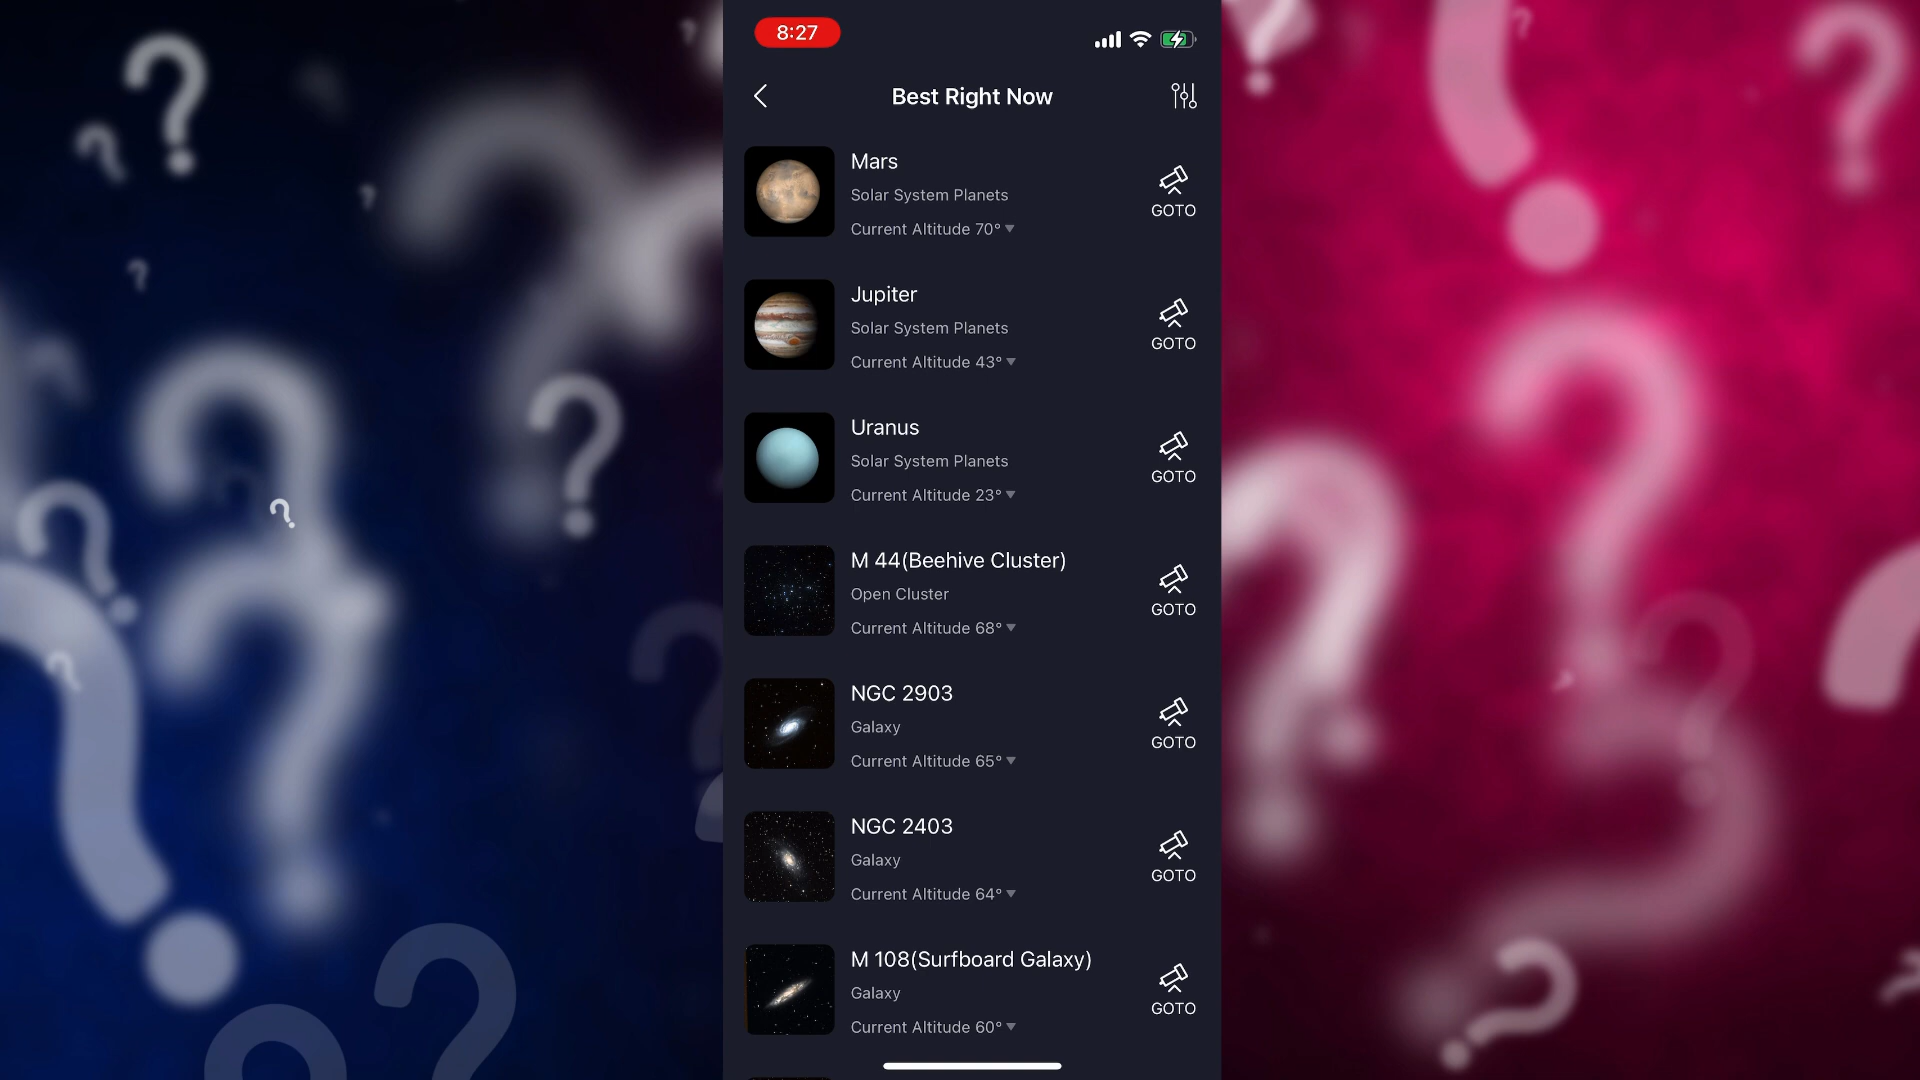 8:27
Best Right Now
Mars
Solar System Planets
Current Altitude 70°
GOTO
Jupiter
Solar System Planets
Current Altitude 43°
GOTO
Uranus
Solar System Planets
Current Altitude 23°
GOTO
M 44(Beehive Cluster)
Open Cluster
Current Altitude 68°
GOTO
NGC 2903
Galaxy
Current Altitude 65°
GOTO
NGC 2403
Galaxy
Current Altitude 64°
GOTO
M 108(Surfboard Galaxy)
Galaxy
Current Altitude 60°
GOTO